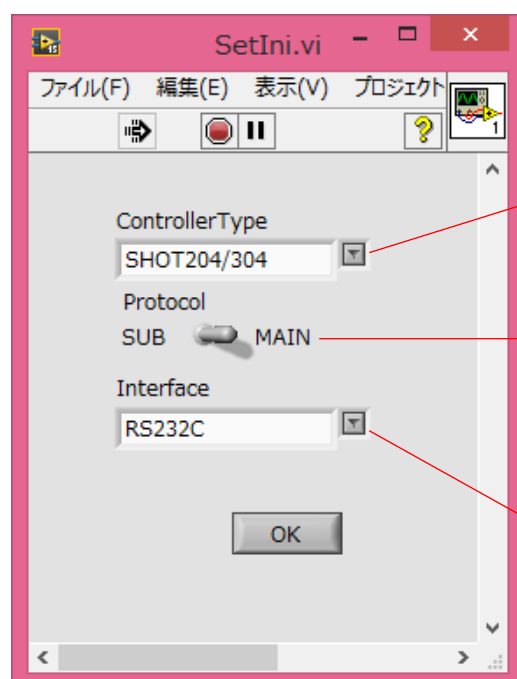 SetIni.vi
ファイル(F) 編集(E) 表示(V) プロジェクト
1
ControllerType
SHOT204/304
Protocol
SUB MAIN
Interface
RS232C
OK